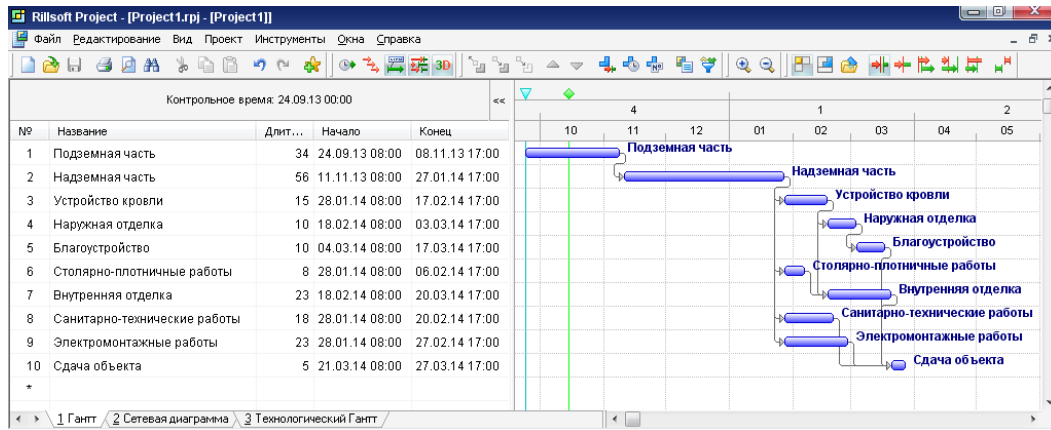 Rillsoft Project - [Project1.rpj - [Project1]]
Файл Редактирование Вид Проект Инструменты Окна Справка
3D
Контрольное время: 24.09.13 00:00 <<
4 1 2
№ Название Длит... Начало Конец 10 11 12 01 02 03 04 05
1 Подземная часть 34 24.09.13 08:00 08.11.13 17:00 Подземная часть
2 Надземная часть 56 11.11.13 08:00 27.01.14 17:00 Надземная часть
3 Устройство кровли 15 28.01.14 08:00 17.02.14 17:00 Устройство кровли
4 Наружная отделка 10 18.02.14 08:00 03.03.14 17:00 Наружная отделка
5 Благоустройство 10 04.03.14 08:00 17.03.14 17:00 Благоустройство
6 Столярно-плотничные работы 8 28.01.14 08:00 06.02.14 17:00 Столярно-плотничные работы
7 Внутренняя отделка 23 18.02.14 08:00 20.03.14 17:00 Внутренняя отделка
8 Санитарно-технические работы 18 28.01.14 08:00 20.02.14 17:00 Санитарно-технические работы
9 Электромонтажные работы 23 28.01.14 08:00 27.02.14 17:00 Электромонтажные работы
10 Сдача объекта 5 21.03.14 08:00 27.03.14 17:00 Сдача объекта
*
1 Гантт 2 Сетевая диаграмма 3 Технологический Гантт